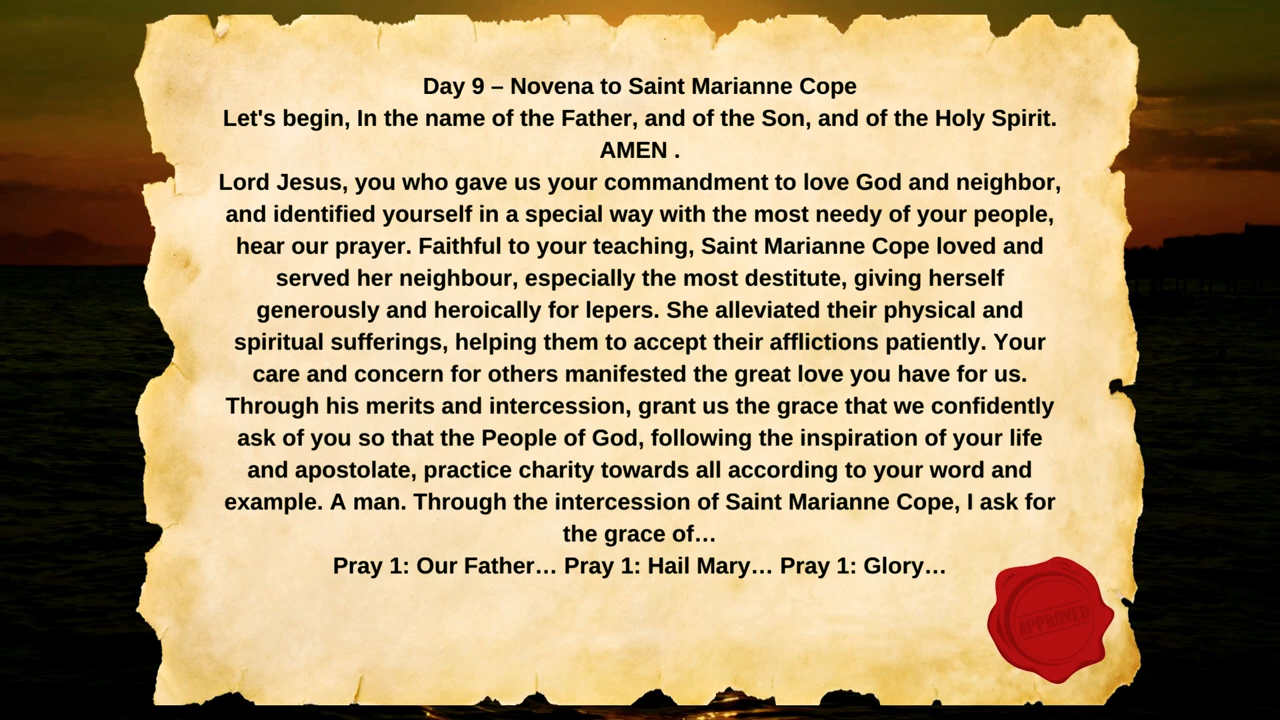 Day 9 – Novena to Saint Marianne Cope
Let's begin, In the name of the Father, and of the Son, and of the Holy Spirit.
AMEN .
Lord Jesus, you who gave us your commandment to love God and neighbor,
and identified yourself in a special way with the most needy of your people,
hear our prayer. Faithful to your teaching, Saint Marianne Cope loved and
served her neighbour, especially the most destitute, giving herself
generously and heroically for lepers. She alleviated their physical and
spiritual sufferings, helping them to accept their afflictions patiently. Your
care and concern for others manifested the great love you have for us.
Through his merits and intercession, grant us the grace that we confidently
ask of you so that the People of God, following the inspiration of your life
and apostolate, practice charity towards all according to your word and
example. A man. Through the intercession of Saint Marianne Cope, I ask for
the grace of…
Pray 1: Our Father… Pray 1: Hail Mary… Pray 1: Glory…
APPROVED